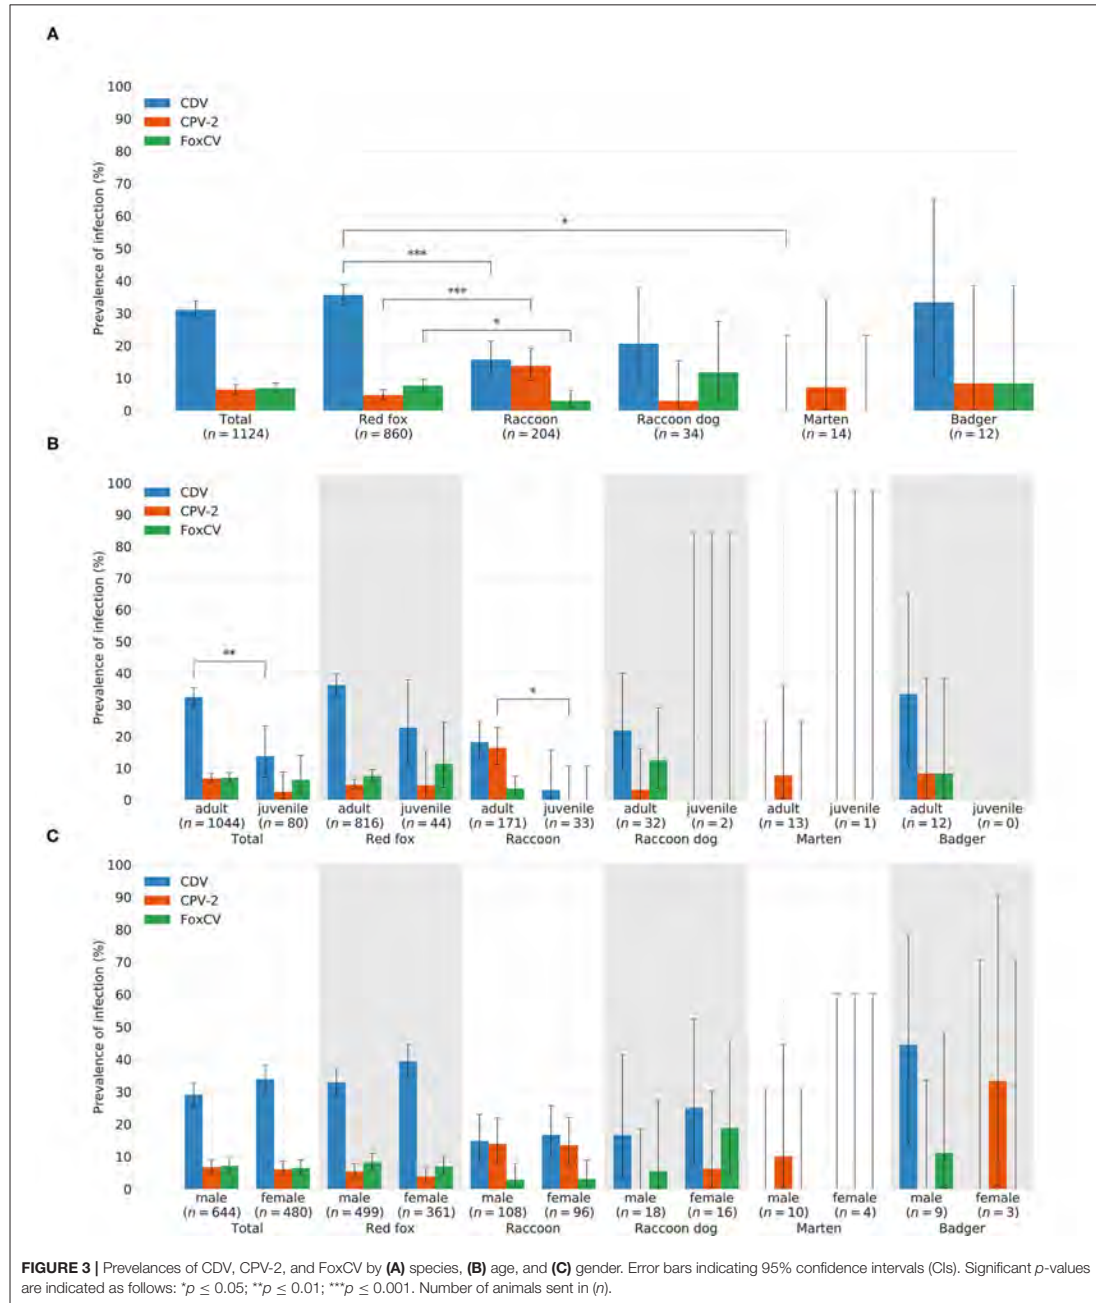 A
Prevalence of infection (%)
100
90
80
70
60
50
40
30
20
10
0
CDV
CPV-2
FoxCV
*
***
***
*
Total Red fox Raccoon Raccoon dog Marten Badger
(n = 1124) (n = 860) (n = 204) (n = 34) (n = 14) (n = 12)
B
Prevalence of infection (%)
100
90
80
70
60
50
40
30
20
10
0
CDV
CPV-2
FoxCV
**
*
adult juvenile adult juvenile adult juvenile adult juvenile adult juvenile adult juvenile
(n = 1044) (n = 80) (n = 816) (n = 44) (n = 171) (n = 33) (n = 32) (n = 2) (n = 13) (n = 1) (n = 12) (n = 0)
Total Red fox Raccoon Raccoon dog Marten Badger
C
Prevalence of infection (%)
100
90
80
70
60
50
40
30
20
10
0
CDV
CPV-2
FoxCV
male female male female male female male female male female male female
(n = 644) (n = 480) (n = 499) (n = 361) (n = 108) (n = 96) (n = 18) (n = 16) (n = 10) (n = 4) (n = 9) (n = 3)
Total Red fox Raccoon Raccoon dog Marten Badger
FIGURE 3 | Prevelances of CDV, CPV-2, and FoxCV by (A) species, (B) age, and (C) gender. Error bars indicating 95% confidence intervals (CIs). Significant p-values
are indicated as follows: *p ≤ 0.05; **p ≤ 0.01; ***p ≤ 0.001. Number of animals sent in (n).